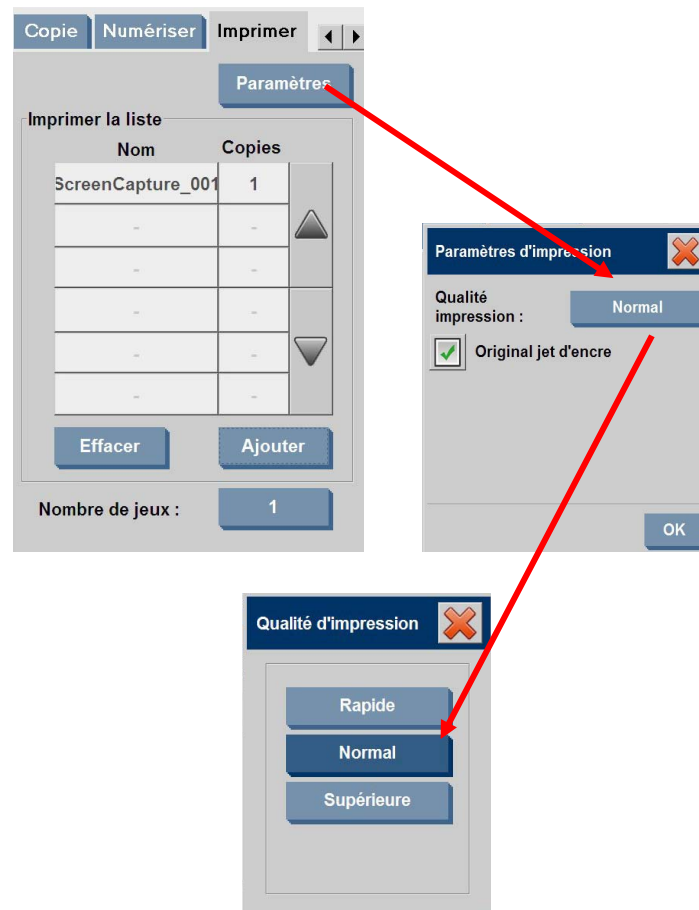 Copie Numériser Imprimer
Paramètres
Imprimer la liste
Nom Copies
ScreenCapture_001 1
- -
- -
- -
- -
- -
Effacer Ajouter
Nombre de jeux : 1
Paramètres d'impression
Qualité
impression : Normal
Original jet d'encre
OK
Qualité d'impression
Rapide
Normal
Supérieure